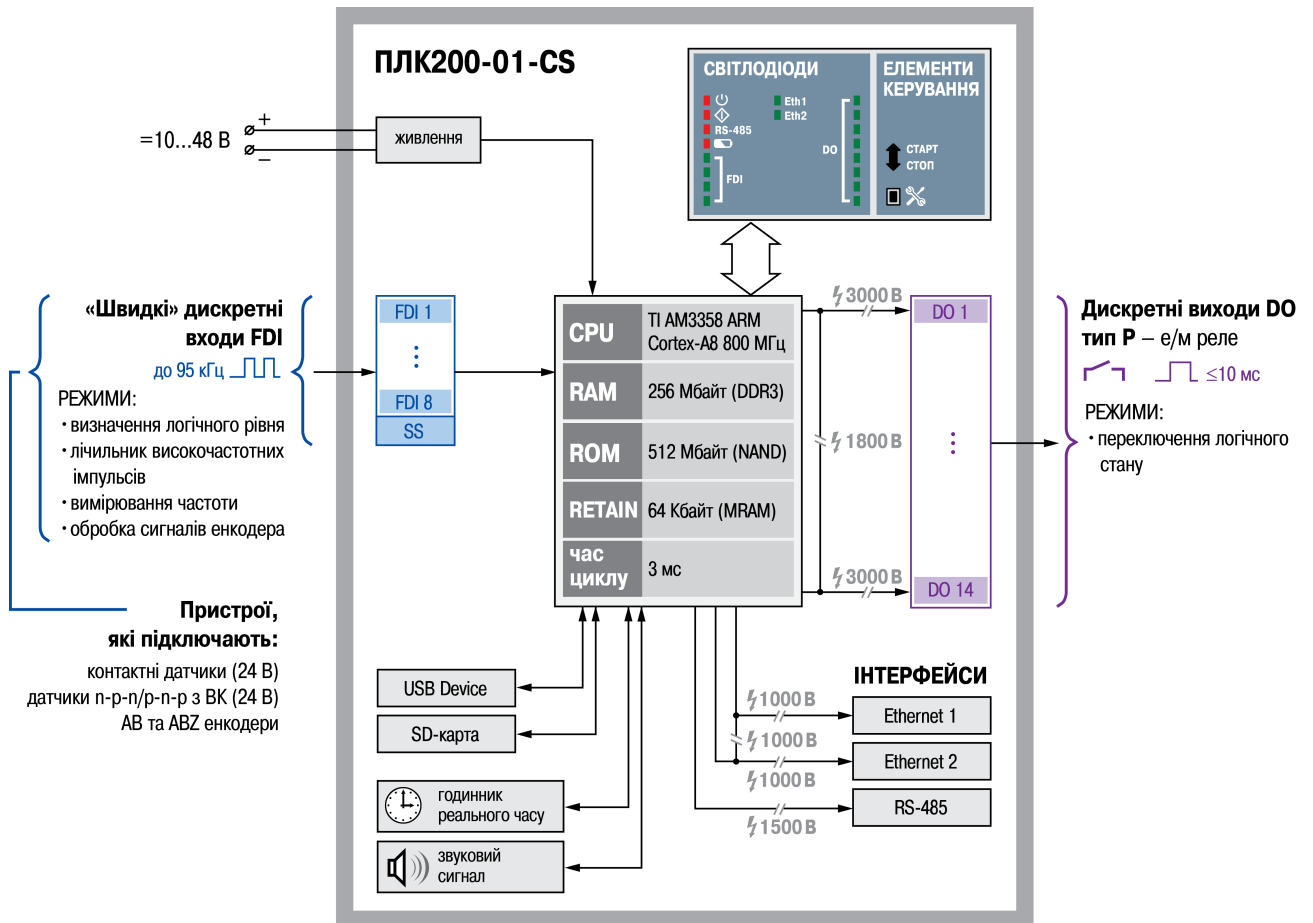 ПЛК200-01-CS
СВІТЛОДІОДИ
Eth1
Eth2
RS-485
DO
FDI
ЕЛЕМЕНТИ
КЕРУВАННЯ
СТАРТ
СТОП
=10...48 В
+
−
живлення
«Швидкі» дискретні
входи FDI
до 95 кГц
РЕЖИМИ:
· визначення логічного рівня
· лічильник високочастотних
імпульсів
· вимірювання частоти
· обробка сигналів енкодера
Пристрої,
які підключають:
контактні датчики (24 В)
датчики n-p-n/p-n-p з ВК (24 В)
AB та ABZ енкодери
FDI 1
FDI 8
SS
CPU
TI AM3358 ARM
Cortex-A8 800 МГц
RAM
256 Мбайт (DDR3)
ROM
512 Мбайт (NAND)
RETAIN
64 Кбайт (MRAM)
час
циклу
3 мс
3000 В
1800 В
3000 В
DO 1
DO 14
Дискретні виходи DO
тип Р – е/м реле
≤10 мс
РЕЖИМИ:
· переключення логічного
стану
USB Device
SD-карта
годинник
реального часу
звуковий
сигнал
ІНТЕРФЕЙСИ
1000 В
Ethernet 1
1000 В
Ethernet 2
1000 В
RS-485
1500 В